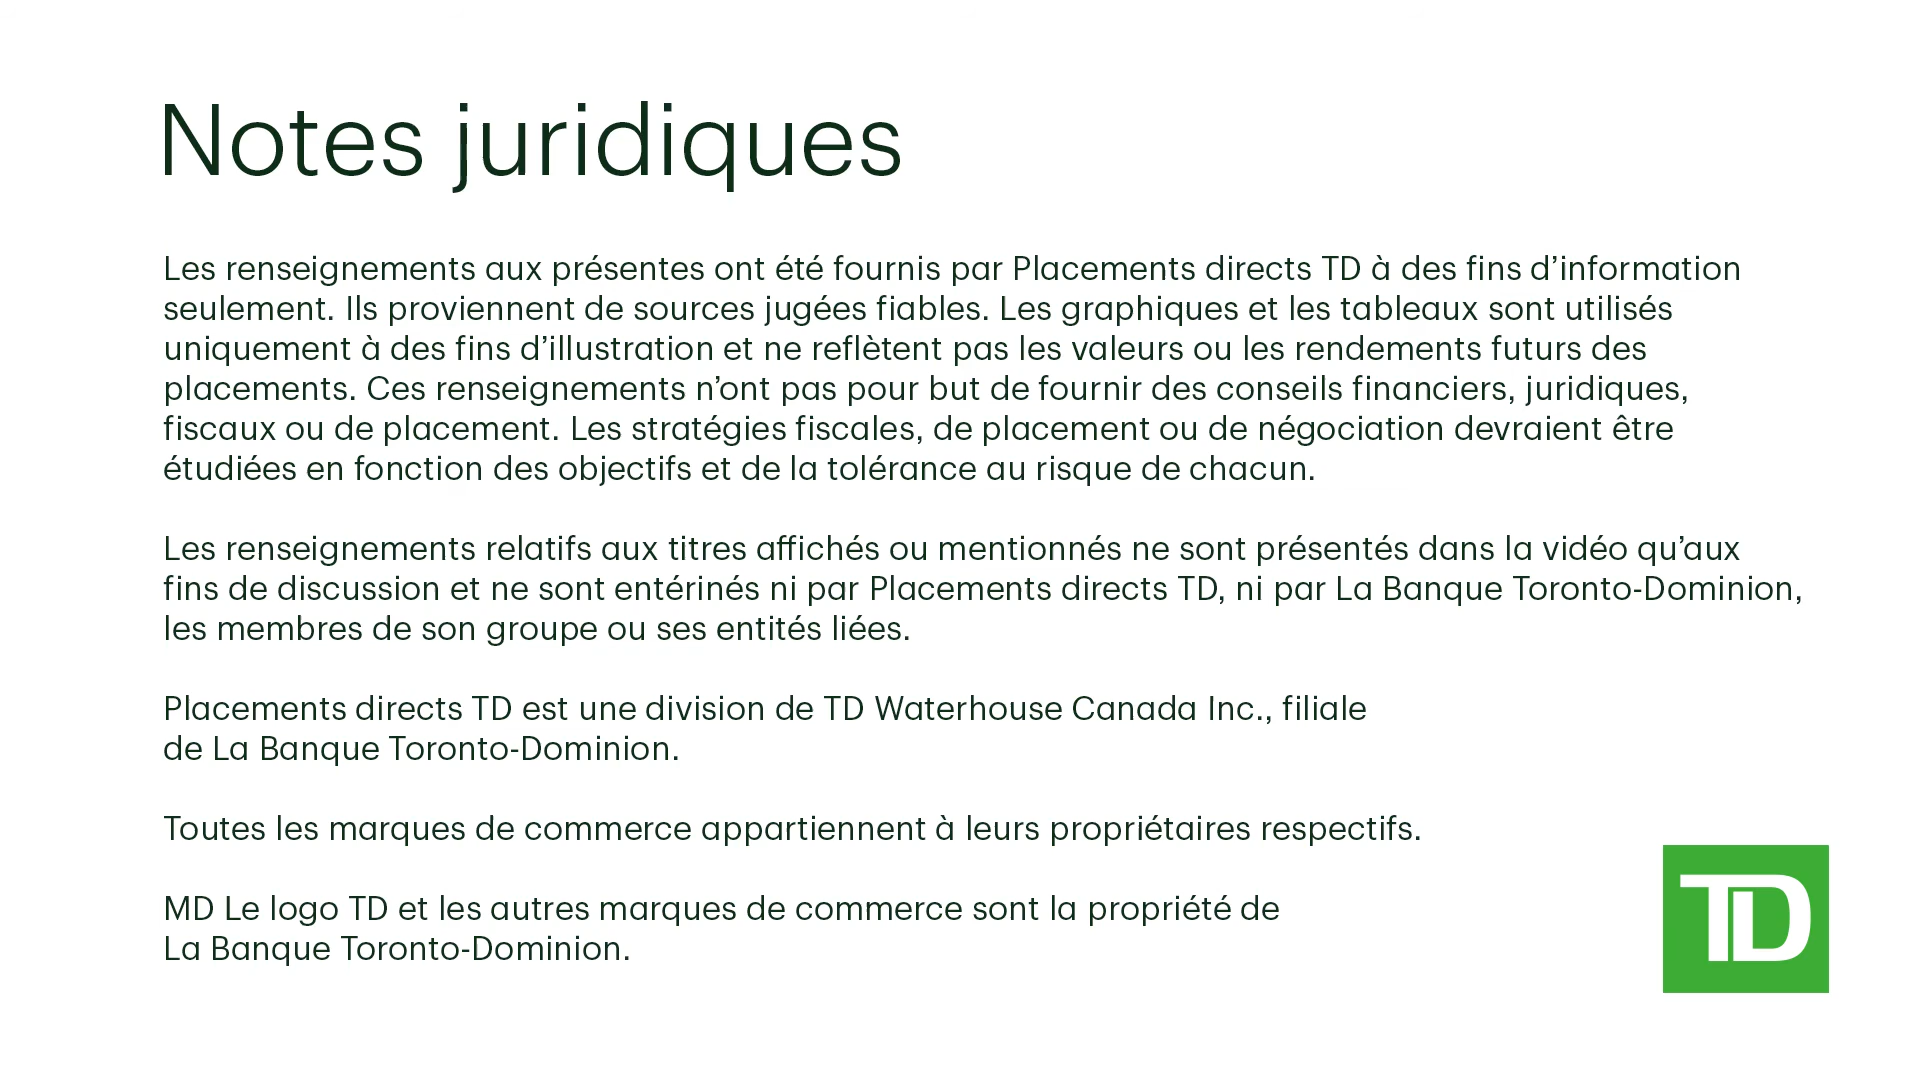 Notes juridiques
Les renseignements aux présentes ont été fournis par Placements directs TD à des fins d’information
seulement. Ils proviennent de sources jugées fiables. Les graphiques et les tableaux sont utilisés
uniquement à des fins d’illustration et ne reflètent pas les valeurs ou les rendements futurs des
placements. Ces renseignements n’ont pas pour but de fournir des conseils financiers, juridiques,
fiscaux ou de placement. Les stratégies fiscales, de placement ou de négociation devraient être
étudiées en fonction des objectifs et de la tolérance au risque de chacun.
Les renseignements relatifs aux titres affichés ou mentionnés ne sont présentés dans la vidéo qu’aux
fins de discussion et ne sont entérinés ni par Placements directs TD, ni par La Banque Toronto-Dominion,
les membres de son groupe ou ses entités liées.
Placements directs TD est une division de TD Waterhouse Canada Inc., filiale
de La Banque Toronto-Dominion.
Toutes les marques de commerce appartiennent à leurs propriétaires respectifs.
MD Le logo TD et les autres marques de commerce sont la propriété de
La Banque Toronto-Dominion.
TD